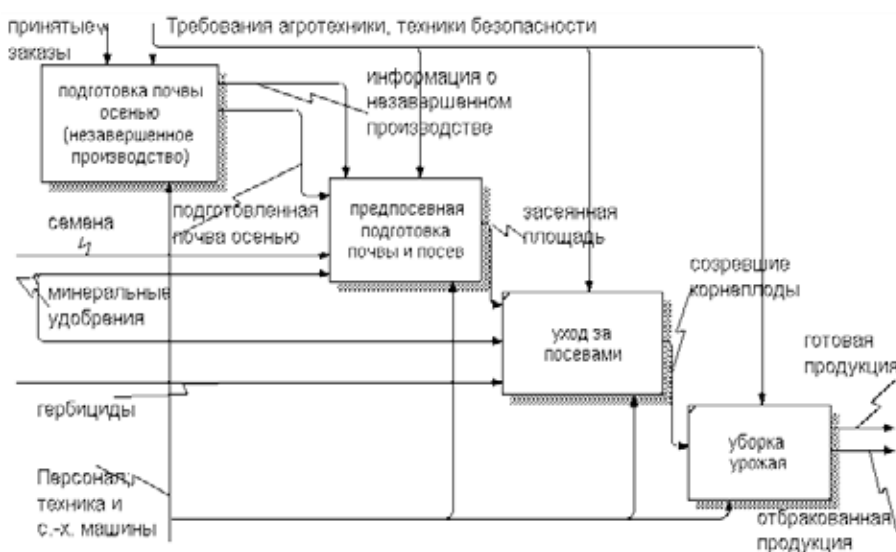 принятые
заказы
Требования агротехники, техники безопасности
подготовка почвы
осенью
(незавершенное
производство)
информация о
незавершенном
производстве
подготовленная
почва осенью
семена
предпосевная
подготовка
почвы и посев
засеянная
площадь
минеральные
удобрения
созревшие
корнеплоды
уход за
посевами
готовая
продукция
гербициды
уборка
урожая
Персонал,
техника и
с.-х. машины
отбракованная
продукция